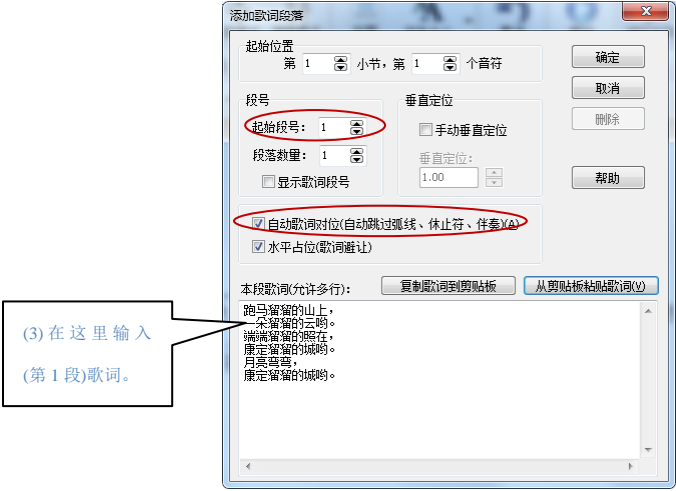 添加歌词段落
起始位置
第 1 小节，第 1 个音符
确定
取消
删除
帮助
段号
起始段号： 1
段落数量： 1
显示歌词段号
垂直定位
手动垂直定位
垂直定位：
1.00
自动歌词对位(自动跳过弧线、休止符、伴奏)(A)
水平占位(歌词避让)
本段歌词(允许多行)：
复制歌词到剪贴板
从剪贴板粘贴歌词(V)
跑马溜溜的山上，
一朵溜溜的云哟。
端端溜溜的照在，
康定溜溜的城哟。
月亮弯弯，
康定溜溜的城哟。
(3) 在 这 里 输 入
(第 1 段)歌词。